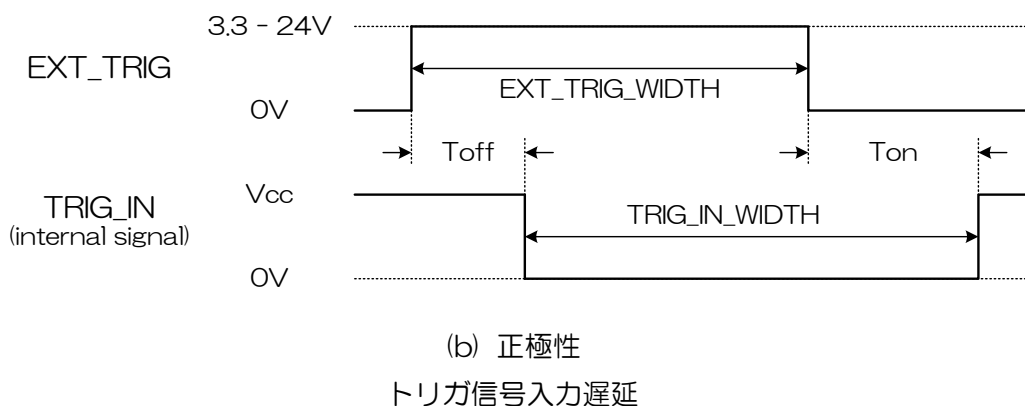 3.3 - 24V
EXT_TRIG
EXT_TRIG_WIDTH
0V
Toff
Ton
Vcc
TRIG_IN
TRIG_IN_WIDTH
(internal signal)
0V
(b) 正極性
トリガ信号入力遅延